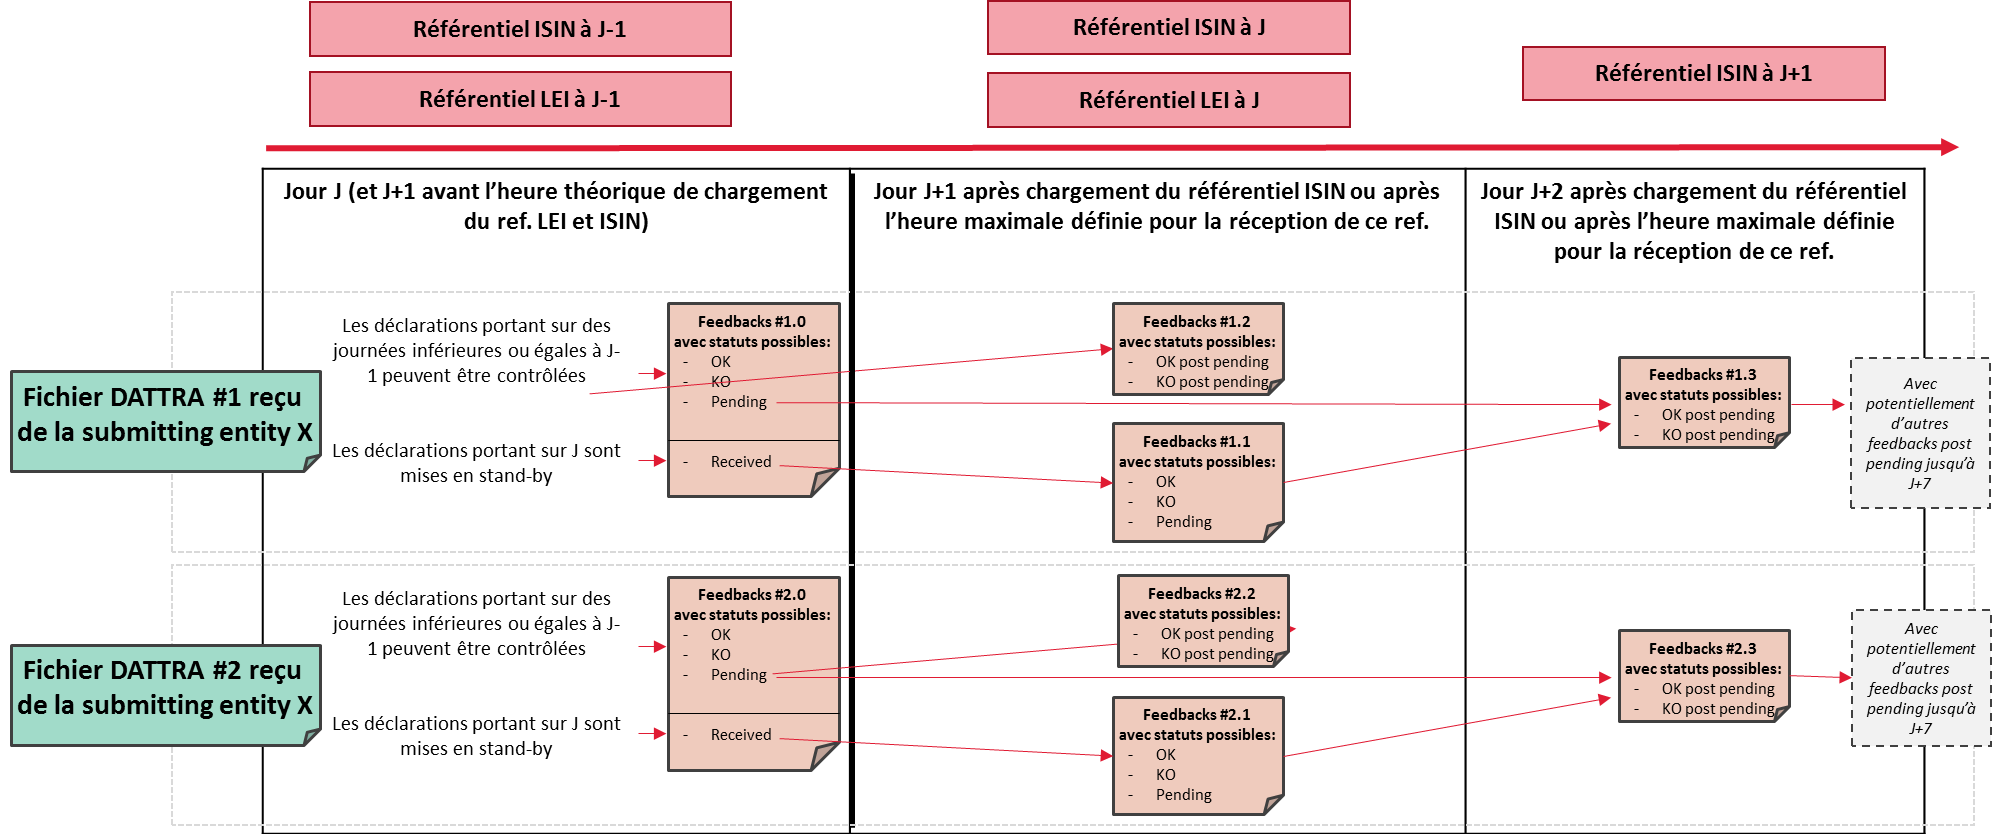 Référentiel ISIN à J-1
Référentiel LEI à J-1
Référentiel ISIN à J
Référentiel LEI à J
Référentiel ISIN à J+1
Jour J (et J+1 avant l’heure théorique de chargement
du ref. LEI et ISIN)
Jour J+1 après chargement du référentiel ISIN ou après
l’heure maximale définie pour la réception de ce ref.
Jour J+2 après chargement du référentiel
ISIN ou après l’heure maximale définie
pour la réception de ce ref.
Fichier DATTRA #1 reçu
de la submitting entity X
Les déclarations portant sur des
journées inférieures ou égales à J-
1 peuvent être contrôlées
Les déclarations portant sur J sont
mises en stand-by
Feedbacks #1.0
avec statuts possibles:
- OK
- KO
- Pending
- Received
Feedbacks #1.2
avec statuts possibles:
- OK post pending
- KO post pending
Feedbacks #1.1
avec statuts possibles:
- OK
- KO
- Pending
Feedbacks #1.3
avec statuts possibles:
- OK post pending
- KO post pending
Avec
potentiellement
d’autres
feedbacks post
pending jusqu’à
J+7
Fichier DATTRA #2 reçu
de la submitting entity X
Les déclarations portant sur des
journées inférieures ou égales à J-
1 peuvent être contrôlées
Les déclarations portant sur J sont
mises en stand-by
Feedbacks #2.0
avec statuts possibles:
- OK
- KO
- Pending
- Received
Feedbacks #2.2
avec statuts possibles:
- OK post pending
- KO post pending
Feedbacks #2.1
avec statuts possibles:
- OK
- KO
- Pending
Feedbacks #2.3
avec statuts possibles:
- OK post pending
- KO post pending
Avec
potentiellement
d’autres
feedbacks post
pending jusqu’à
J+7